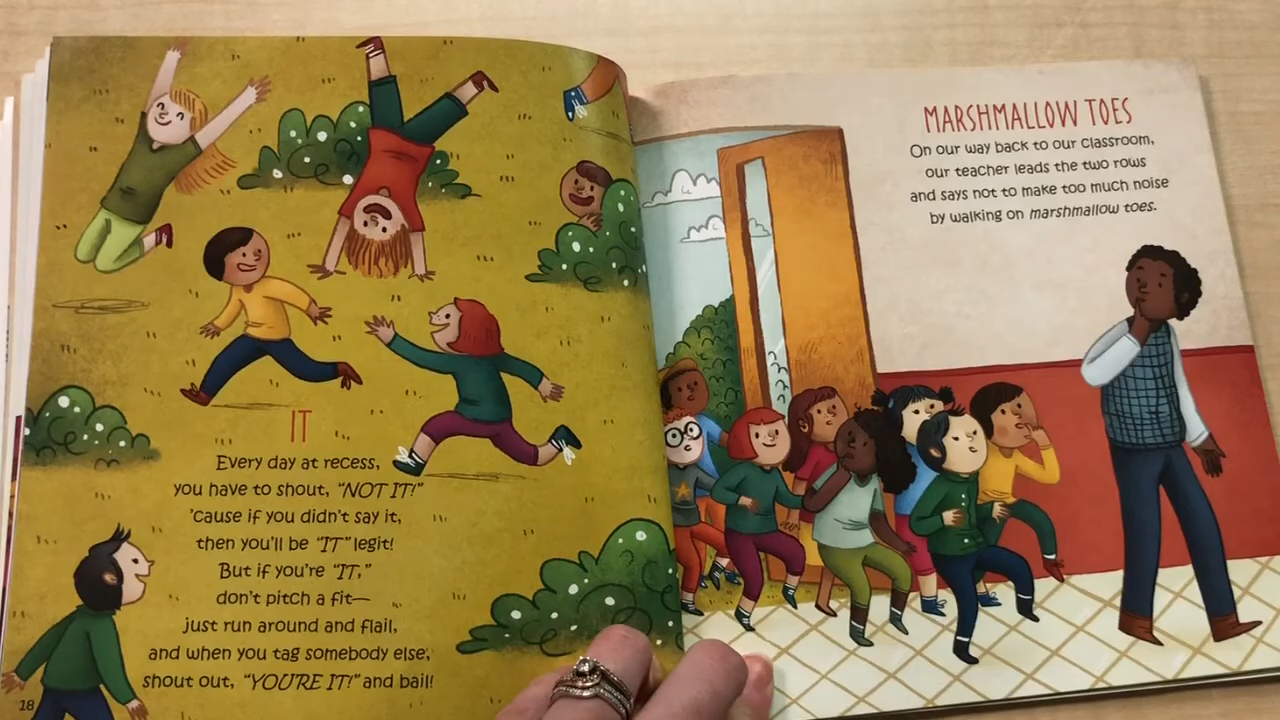 IT
Every day at recess,
you have to shout, “NOT IT!”
’cause if you didn’t say it,
then you’ll be “IT” legit!
But if you’re “IT,”
don’t pitch a fit—
just run around and flail,
and when you tag somebody else,
shout out, “YOU’RE IT!” and bail!
18
MARSHMALLOW TOES
On our way back to our classroom,
our teacher leads the two rows
and says not to make too much noise
by walking on marshmallow toes.